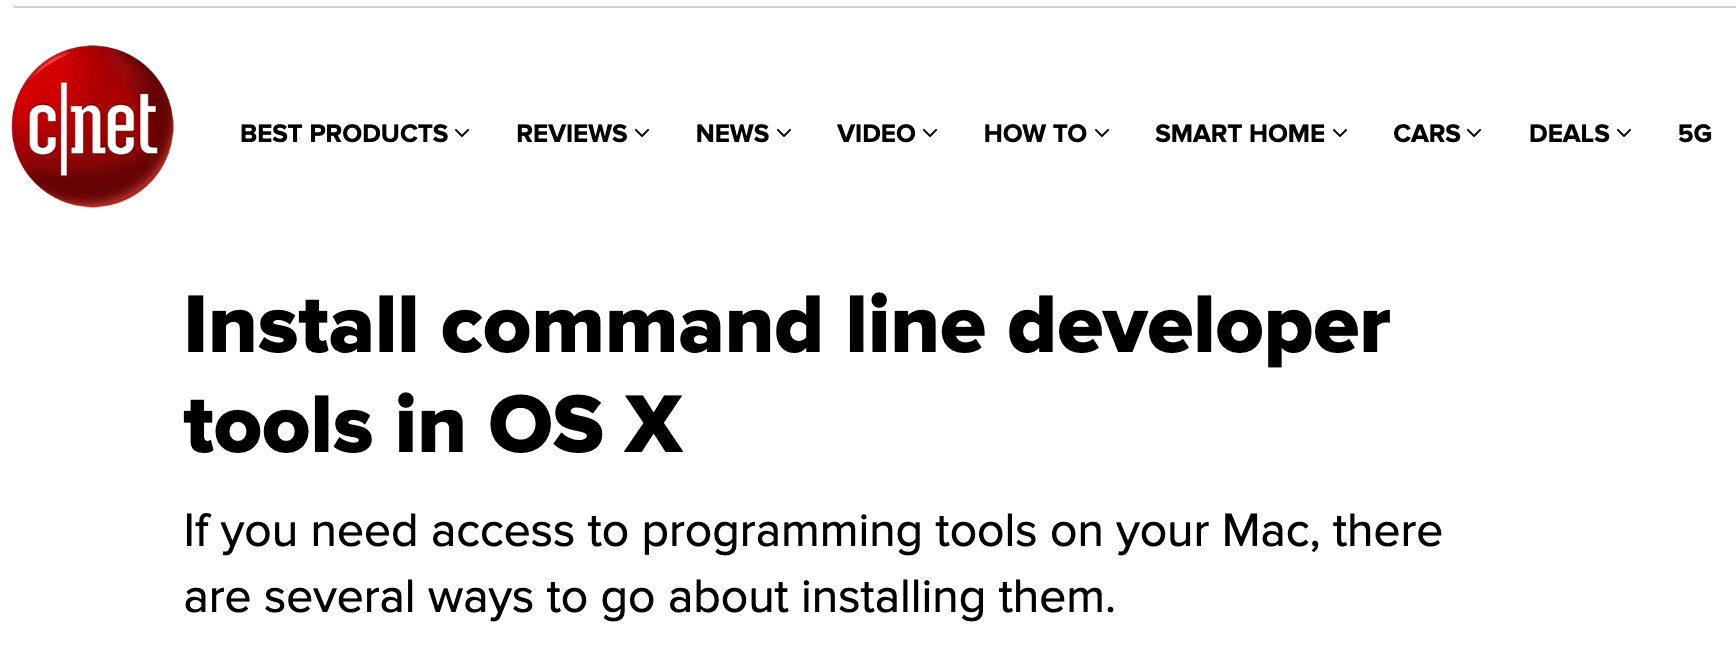 c|net
BEST PRODUCTS REVIEWS NEWS VIDEO HOW TO SMART HOME CARS DEALS 5G
Install command line developer
tools in OS X
If you need access to programming tools on your Mac, there
are several ways to go about installing them.